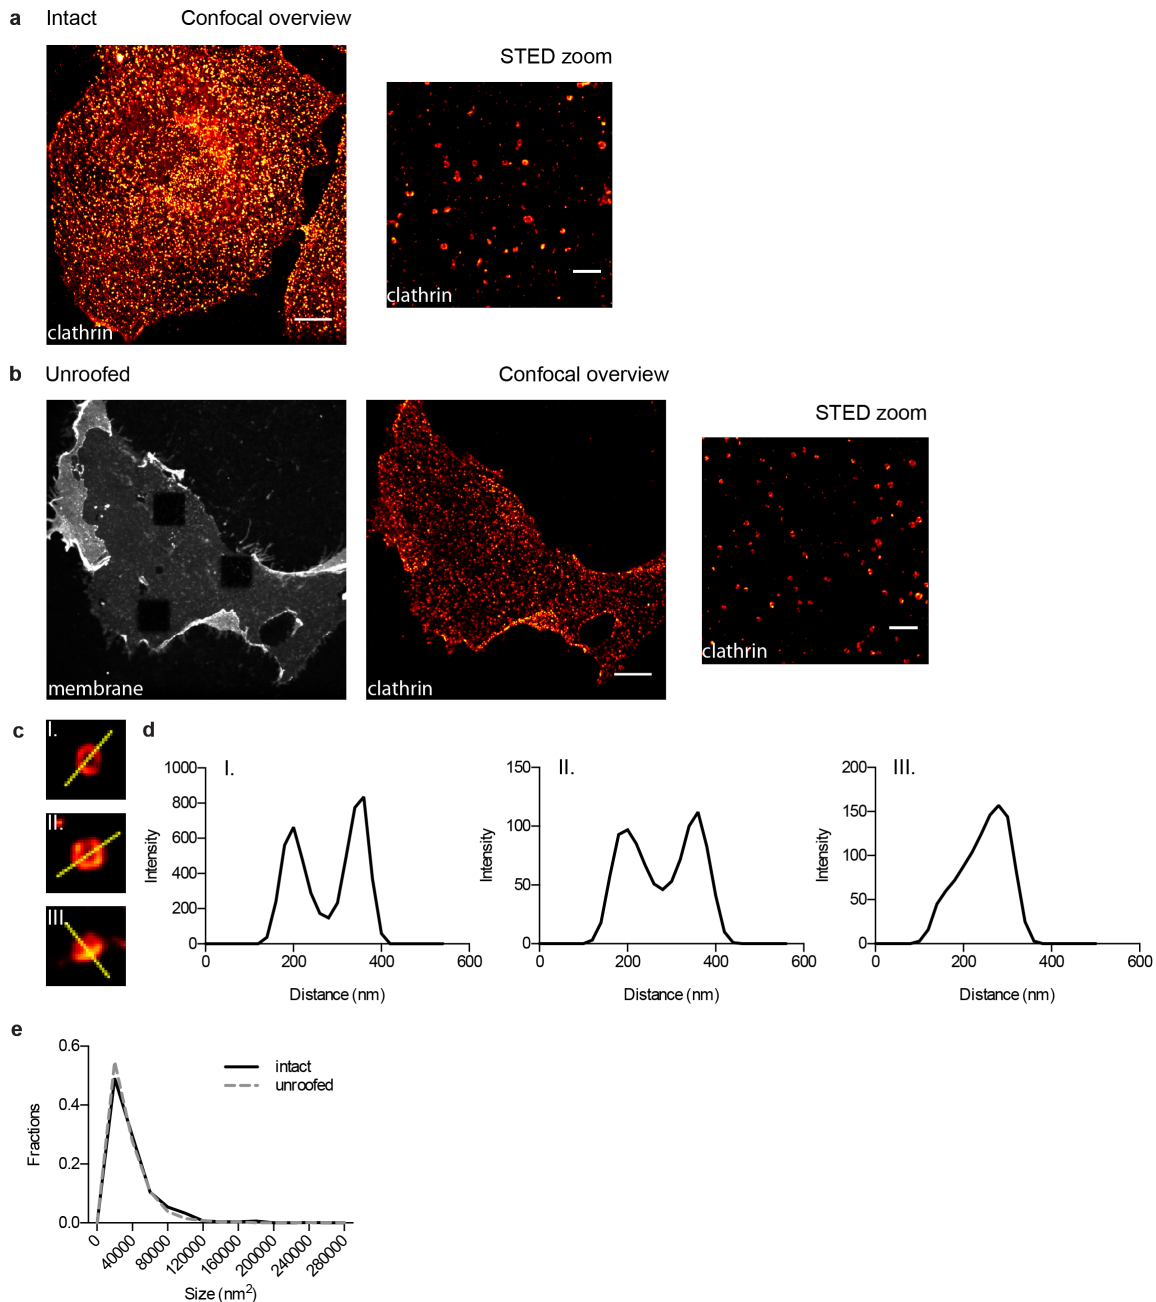 a Intact Confocal overview
STED zoom
clathrin
clathrin
b Unroofed Confocal overview
STED zoom
membrane
clathrin
clathrin
c
I.
II.
III.
d
I.
1000
800
600
400
200
0
Intensity
0 200 400 600
Distance (nm)
II.
150
100
50
0
Intensity
0 200 400 600
Distance (nm)
III.
200
150
100
50
0
Intensity
0 200 400 600
Distance (nm)
e
0.6
0.4
0.2
0.0
Fractions
intact
unroofed
0 40000 80000 120000 160000 200000 240000 280000
Size (nm²)